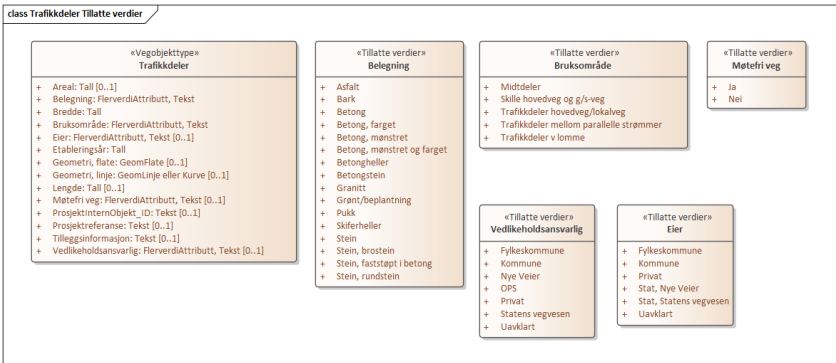 class Trafikkdeler Tillatte verdier
«Vegobjekttype»
Trafikkdeler
+ Areal: Tall [0..1]
+ Belegning: FlerverdiAttributt, Tekst
+ Bredde: Tall
+ Bruksområde: FlerverdiAttributt, Tekst
+ Eier: FlerverdiAttributt, Tekst [0..1]
+ Etableringsår: Tall
+ Geometri, flate: GeomFlate [0..1]
+ Geometri, linje: GeomLinje eller Kurve [0..1]
+ Lengde: Tall [0..1]
+ Møtefri veg: FlerverdiAttributt, Tekst [0..1]
+ ProsjektInternObjekt_ID: Tekst [0..1]
+ Prosjektreferanse: Tekst [0..1]
+ Tilleggsinformasjon: Tekst [0..1]
+ Vedlikeholdsansvarlig: FlerverdiAttributt, Tekst [0..1]
«Tillatte verdier»
Belegning
+ Asfalt
+ Bark
+ Betong
+ Betong, farget
+ Betong, mønstret
+ Betong, mønstret og farget
+ Betongheller
+ Betongstein
+ Granitt
+ Grønt/beplantning
+ Pukk
+ Skiferheller
+ Stein
+ Stein, brostein
+ Stein, faststøpt i betong
+ Stein, rundstein
«Tillatte verdier»
Bruksområde
+ Midtdeler
+ Skille hovedveg og g/s-veg
+ Trafikkdeler hovedveg/lokalveg
+ Trafikkdeler mellom parallelle strømmer
+ Trafikkdeler v lomme
«Tillatte verdier»
Møtefri veg
+ Ja
+ Nei
«Tillatte verdier»
Vedlikeholdsansvarlig
+ Fylkeskommune
+ Kommune
+ Nye Veier
+ OPS
+ Privat
+ Statens vegvesen
+ Uavklart
«Tillatte verdier»
Eier
+ Fylkeskommune
+ Kommune
+ Privat
+ Stat, Nye Veier
+ Stat, Statens vegvesen
+ Uavklart